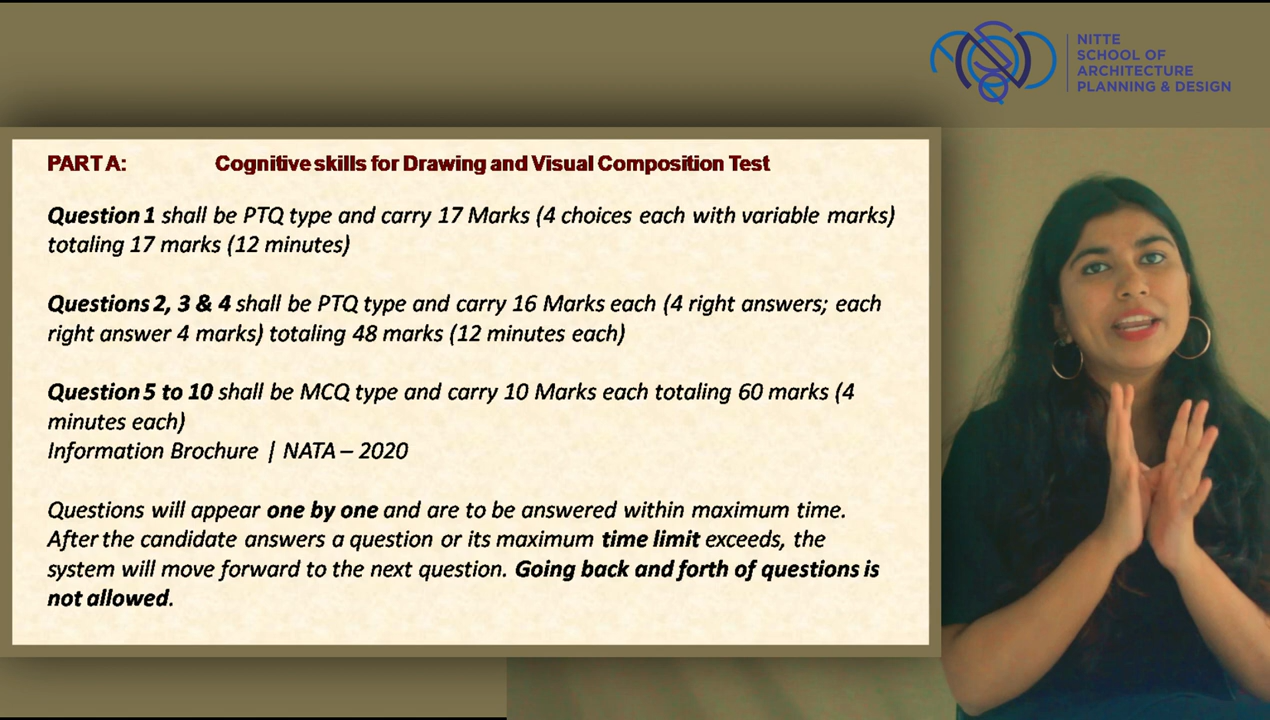 NITTE
SCHOOL OF
ARCHITECTURE
PLANNING & DESIGN
PART A: Cognitive skills for Drawing and Visual Composition Test
Question 1 shall be PTQ type and carry 17 Marks (4 choices each with variable marks)
totaling 17 marks (12 minutes)
Questions 2, 3 & 4 shall be PTQ type and carry 16 Marks each (4 right answers; each
right answer 4 marks) totaling 48 marks (12 minutes each)
Question 5 to 10 shall be MCQ type and carry 10 Marks each totaling 60 marks (4
minutes each)
Information Brochure | NATA – 2020
Questions will appear one by one and are to be answered within maximum time.
After the candidate answers a question or its maximum time limit exceeds, the
system will move forward to the next question. Going back and forth of questions is
not allowed.